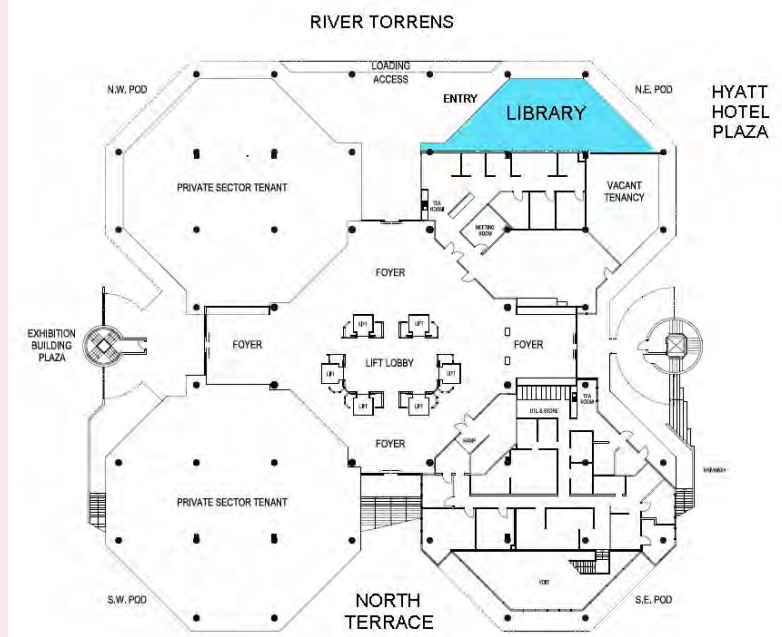 RIVER TORRENS
LOADING
ACCESS
N.W. POD
ENTRY
N.E. POD
HYATT
HOTEL
PLAZA
LIBRARY
PRIVATE SECTOR TENANT
VACANT
TENANCY
TEA
ROOM
MEETING
ROOM
FOYER
EXHIBITION
BUILDING
PLAZA
FOYER
FOYER
LIFT
LIFT
LIFT LOBBY
LIFT
LIFT
LIFT
LIFT
UTIL & STORE
TEA
ROOM
FOYER
RAMP
PRIVATE SECTOR TENANT
VOID
S.W. POD
NORTH
TERRACE
S.E. POD